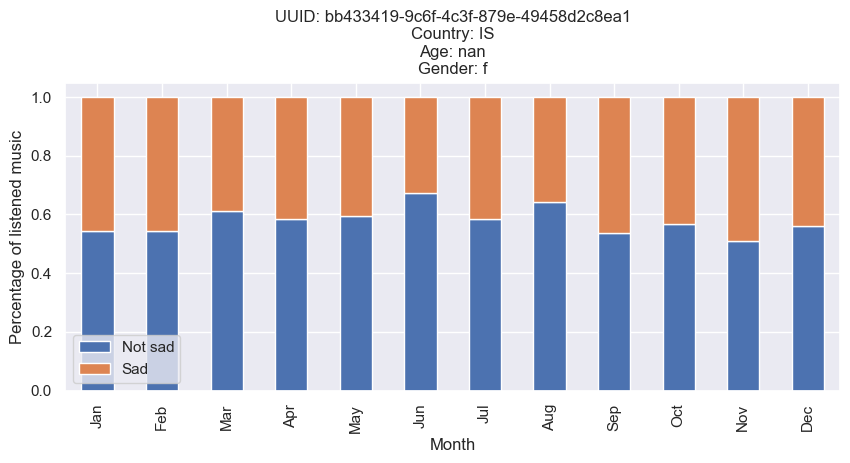 UUID: bb433419-9c6f-4c3f-879e-49458d2c8ea1
Country: IS
Age: nan
Gender: f
Percentage of listened music
1.0
0.8
0.6
0.4
0.2
0.0
Not sad
Sad
Jan
Feb
Mar
Apr
May
Jun
Jul
Aug
Sep
Oct
Nov
Dec
Month